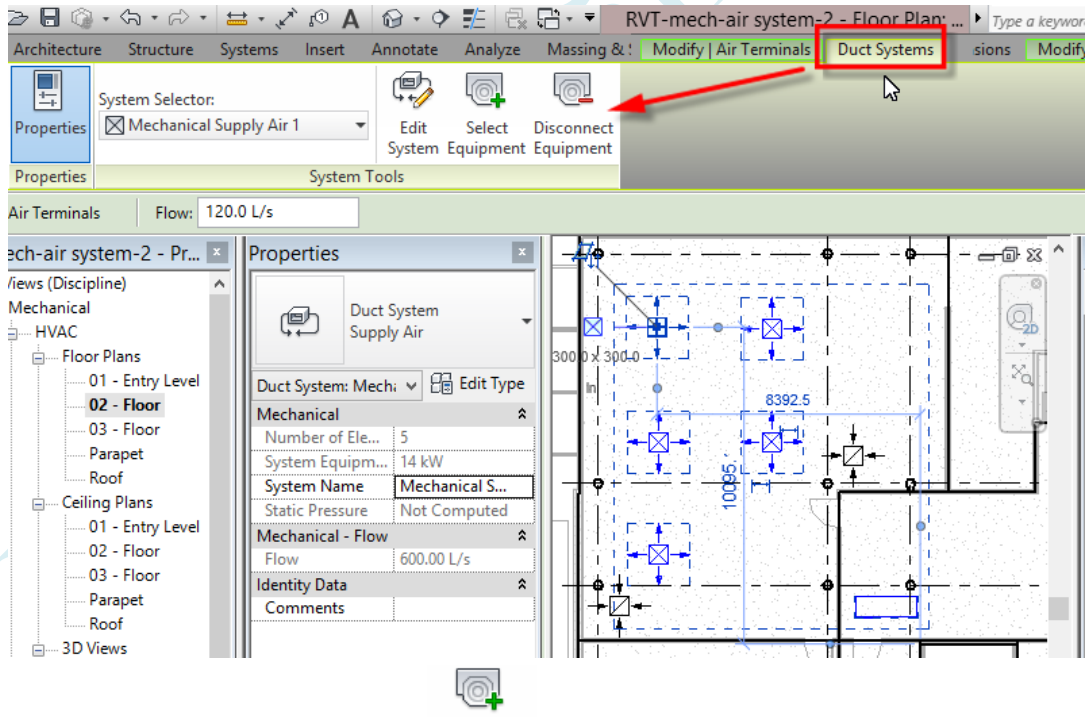 RVT-mech-air system-2 - Floor Plan: ...
Type a keyword
Architecture Structure Systems Insert Annotate Analyze Massing & Modify | Air Terminals Duct Systems sions Modify
System Selector:
Properties Mechanical Supply Air 1
Edit System
Select Equipment
Disconnect Equipment
Properties System Tools
Air Terminals Flow: 120.0 L/s
ech-air system-2 - Pr...
Views (Discipline)
Mechanical
HVAC
Floor Plans
01 - Entry Level
02 - Floor
03 - Floor
Parapet
Roof
Ceiling Plans
01 - Entry Level
02 - Floor
03 - Floor
Parapet
Roof
3D Views
Properties
Duct System
Supply Air
Duct System: Mecha Edit Type
Mechanical
Number of Ele... 5
System Equipm... 14 kW
System Name Mechanical S...
Static Pressure Not Computed
Mechanical - Flow
Flow 600.00 L/s
Identity Data
Comments
300.0 x 300.0
In
8392.5
10095.
2D